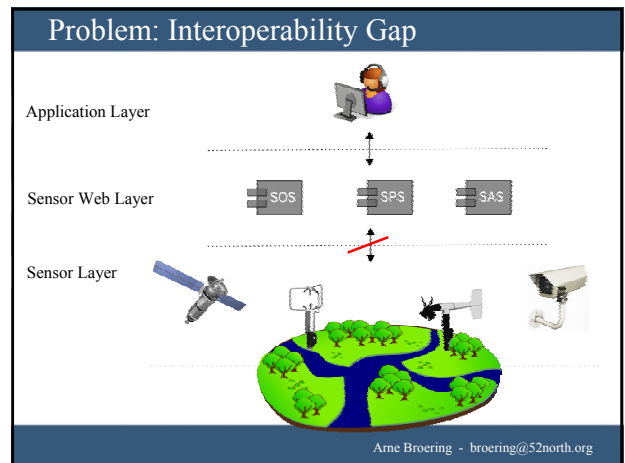 Problem: Interoperability Gap
Application Layer
Sensor Web Layer
SOS SPS SAS
Sensor Layer
Arne Broering - broering@52north.org